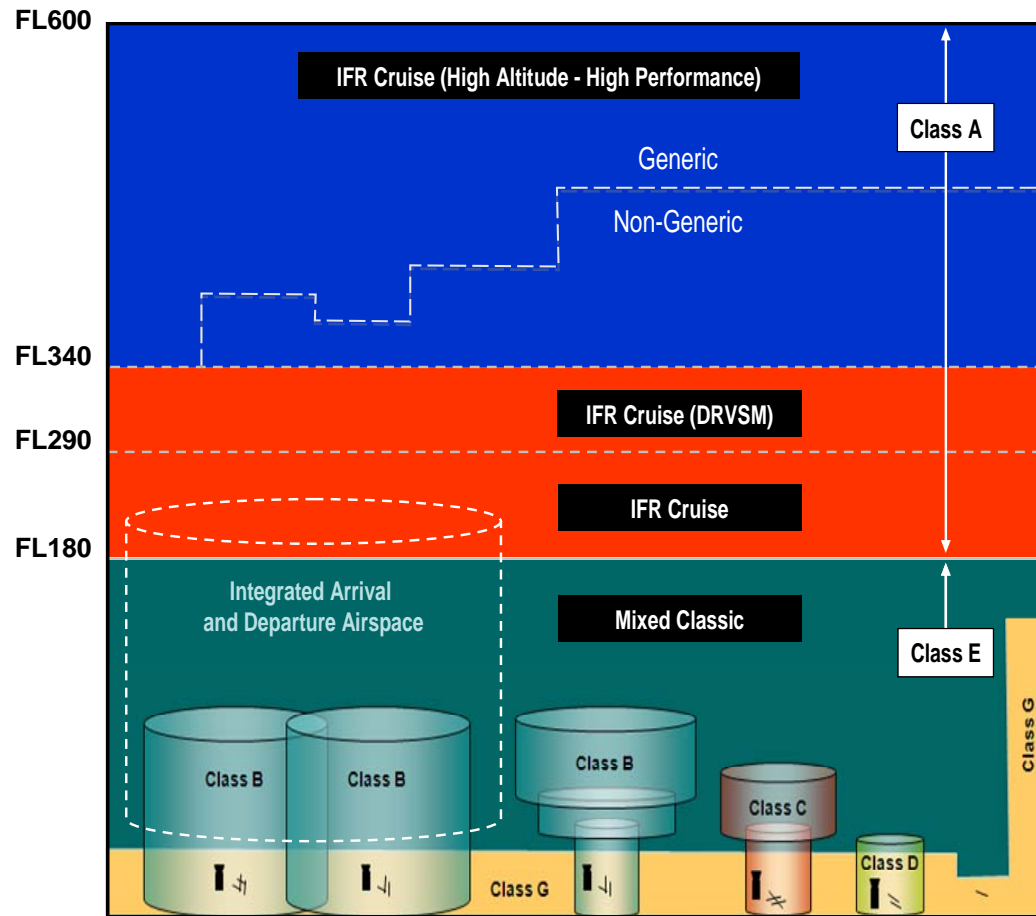 FL600
IFR Cruise (High Altitude - High Performance)
Class A
Generic
Non-Generic
FL340
IFR Cruise (DRVSM)
FL290
IFR Cruise
FL180
Integrated Arrival
and Departure Airspace
Mixed Classic
Class E
Class G
Class B
Class B
Class B
Class C
Class D
Class G